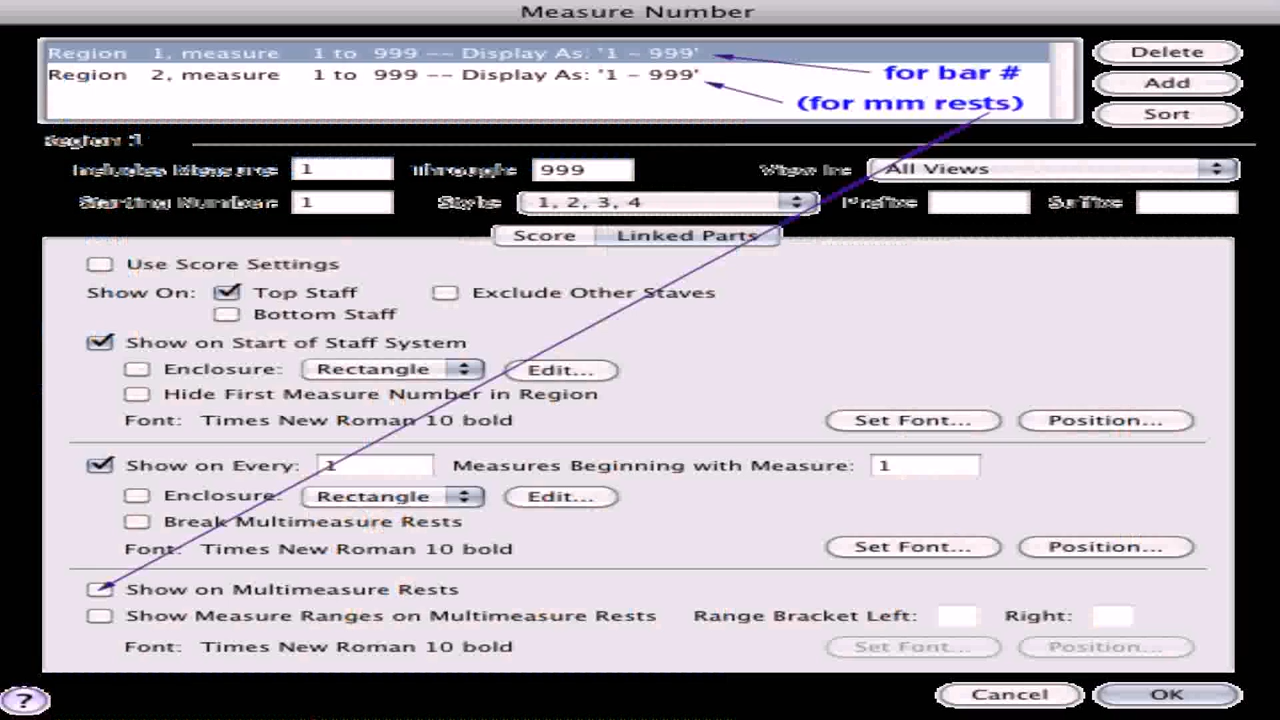 Measure Number
Region 1, measure 1 to 999 -- Display As: '1 - 999'
Region 2, measure 1 to 999 -- Display As: '1 - 999'
for bar #
(for mm rests)
Delete
Add
Sort
Region 1
Includes Measure 1 Through: 999 View In: All Views
Starting Number: 1 Style 1, 2, 3, 4 Prefix Suffix
Score Linked Parts
Use Score Settings
Show On: Top Staff Exclude Other Staves
Bottom Staff
Show on Start of Staff System
Enclosure: Rectangle Edit...
Hide First Measure Number in Region
Font: Times New Roman 10 bold Set Font... Position...
Show on Every: 1 Measures Beginning with Measure: 1
Enclosure: Rectangle Edit...
Break Multimeasure Rests
Font: Times New Roman 10 bold Set Font... Position...
Show on Multimeasure Rests
Show Measure Ranges on Multimeasure Rests Range Bracket Left: Right:
Font: Times New Roman 10 bold Set Font... Position...
? Cancel OK